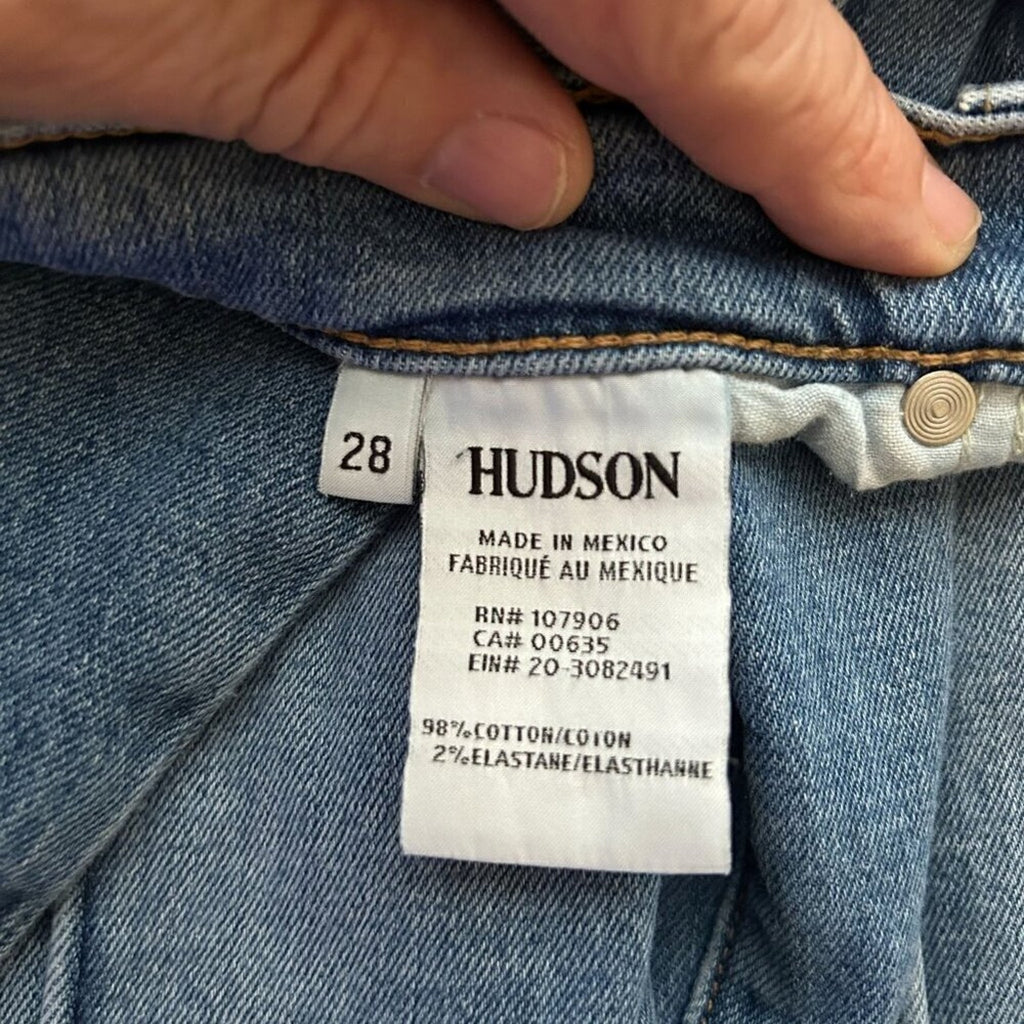 28
HUDSON
MADE IN MEXICO
FABRIQUÉ AU MEXIQUE
RN# 107906
CA# 00635
EIN# 20-3082491
98% COTTON/COTON
2% ELASTANE/ELASTHANNE